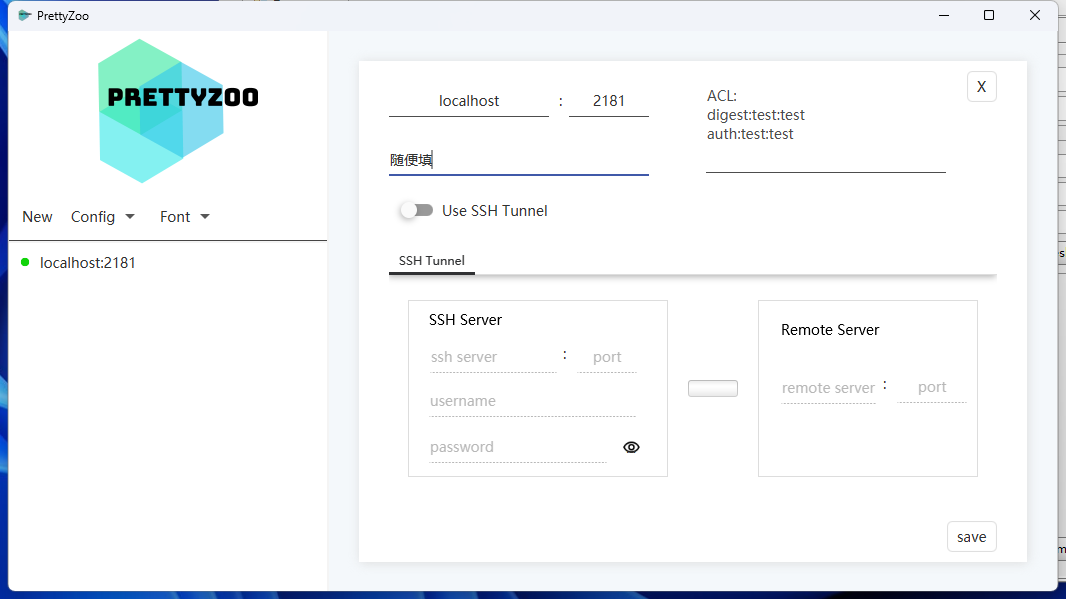 PrettyZoo
PRETTYZOO
New Config Font
localhost:2181
localhost : 2181
随便填
ACL:
digest:test:test
auth:test:test
X
Use SSH Tunnel
SSH Tunnel
SSH Server
ssh server : port
username
password
Remote Server
remote server : port
save